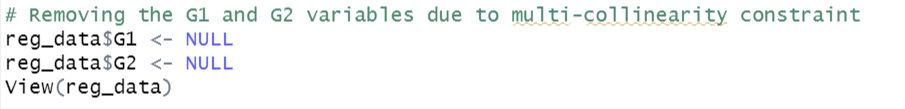 # Removing the G1 and G2 variables due to multi-collinearity constraint
reg_data$G1 <- NULL
reg_data$G2 <- NULL
View(reg_data)